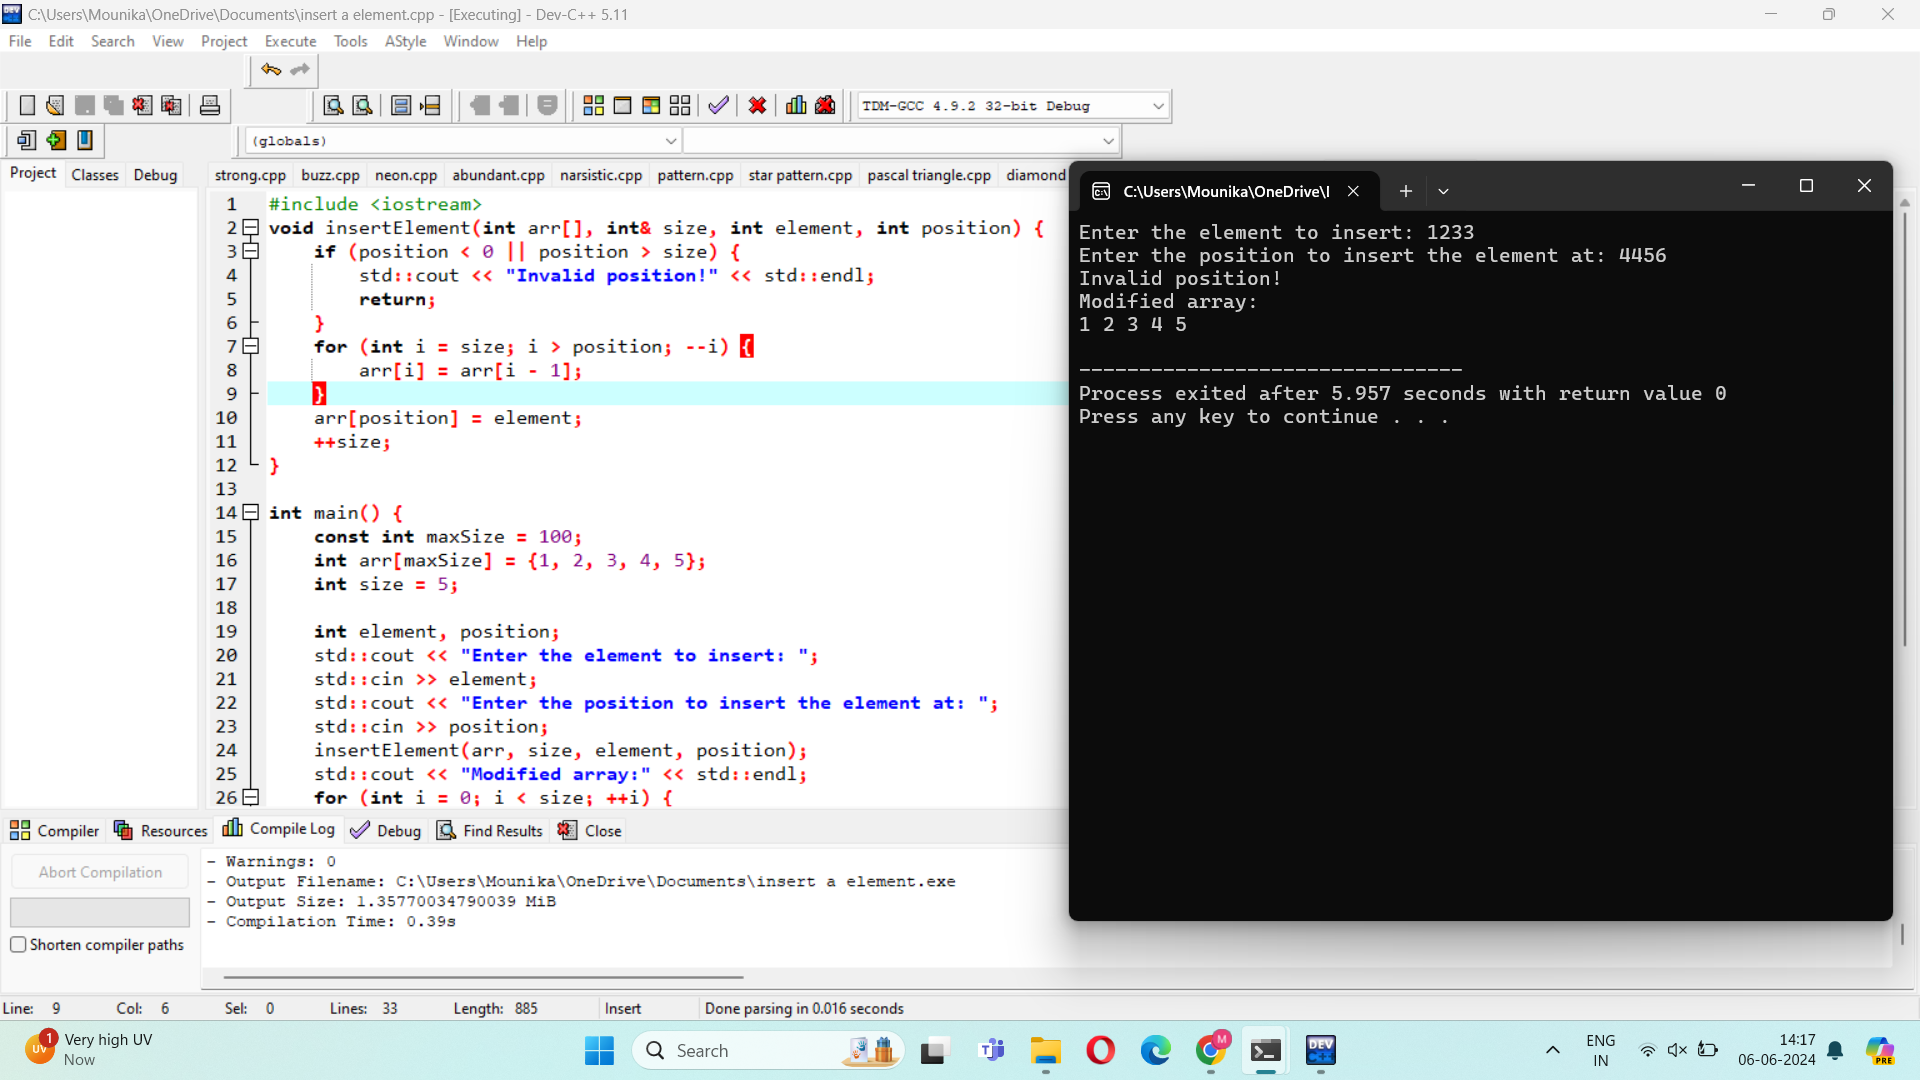 C:\Users\Mounika\OneDrive\Documents\insert a element.cpp - [Executing] - Dev-C++ 5.11
File Edit Search View Project Execute Tools AStyle Window Help
TDM-GCC 4.9.2 32-bit Debug
(globals)
Project Classes Debug
strong.cpp buzz.cpp neon.cpp abundant.cpp narsistic.cpp pattern.cpp star pattern.cpp pascal triangle.cpp diamond
1 #include <iostream>
2 void insertElement(int arr[], int& size, int element, int position) {
3 if (position < 0 || position > size) {
4 std::cout << "Invalid position!" << std::endl;
5 return;
6 }
7 for (int i = size; i > position; --i) {
8 arr[i] = arr[i - 1];
9 }
10 arr[position] = element;
11 ++size;
12 }
13
14 int main() {
15 const int maxSize = 100;
16 int arr[maxSize] = {1, 2, 3, 4, 5};
17 int size = 5;
18
19 int element, position;
20 std::cout << "Enter the element to insert: ";
21 std::cin >> element;
22 std::cout << "Enter the position to insert the element at: ";
23 std::cin >> position;
24 insertElement(arr, size, element, position);
25 std::cout << "Modified array:" << std::endl;
26 for (int i = 0; i < size; ++i) {
C:\Users\Mounika\OneDrive\
Enter the element to insert: 1233
Enter the position to insert the element at: 4456
Invalid position!
Modified array:
1 2 3 4 5
--------------------------------
Process exited after 5.957 seconds with return value 0
Press any key to continue . . .
Compiler Resources Compile Log Debug Find Results Close
Abort Compilation
Shorten compiler paths
- Warnings: 0
- Output Filename: C:\Users\Mounika\OneDrive\Documents\insert a element.exe
- Output Size: 1.35770034790039 MiB
- Compilation Time: 0.39s
Line: 9 Col: 6 Sel: 0 Lines: 33 Length: 885 Insert Done parsing in 0.016 seconds
UV 1 Very high UV
Now
Search
M
DEV
PRE
ENG
IN
14:17
06-06-2024